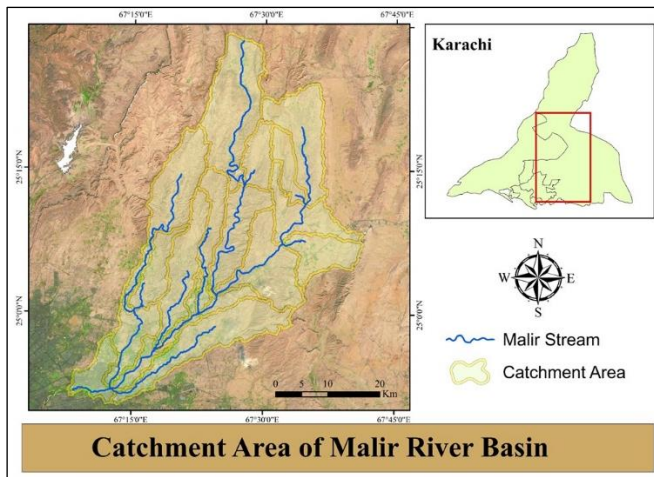 67°15'0"E
67°30'0"E
67°45'0"E
Karachi
25°15'0"N
25°15'0"N
25°0'0"N
25°0'0"N
N
W
E
S
Malir Stream
Catchment Area
0 5 10 20
Km
67°15'0"E
67°30'0"E
67°45'0"E
Catchment Area of Malir River Basin